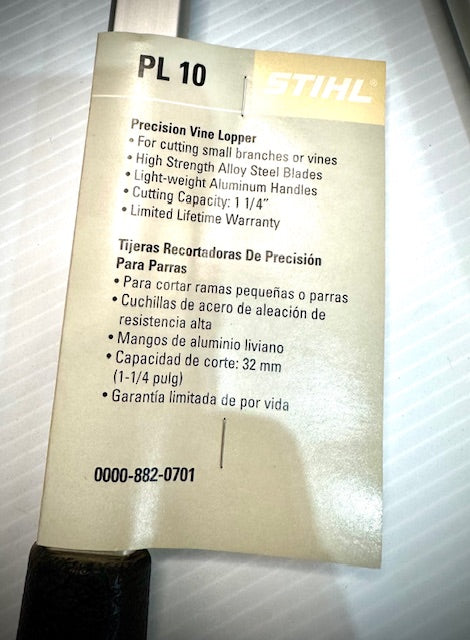 PL 10
STIHL®
Precision Vine Lopper
• For cutting small branches or vines
• High Strength Alloy Steel Blades
• Light-weight Aluminum Handles
• Cutting Capacity: 1 1/4"
• Limited Lifetime Warranty
Tijeras Recortadoras De Precisión
Para Parras
• Para cortar ramas pequeñas o parras
• Cuchillas de acero de aleación de
resistencia alta
• Mangos de aluminio liviano
• Capacidad de corte: 32 mm
(1-1/4 pulg)
• Garantía limitada de por vida
0000-882-0701